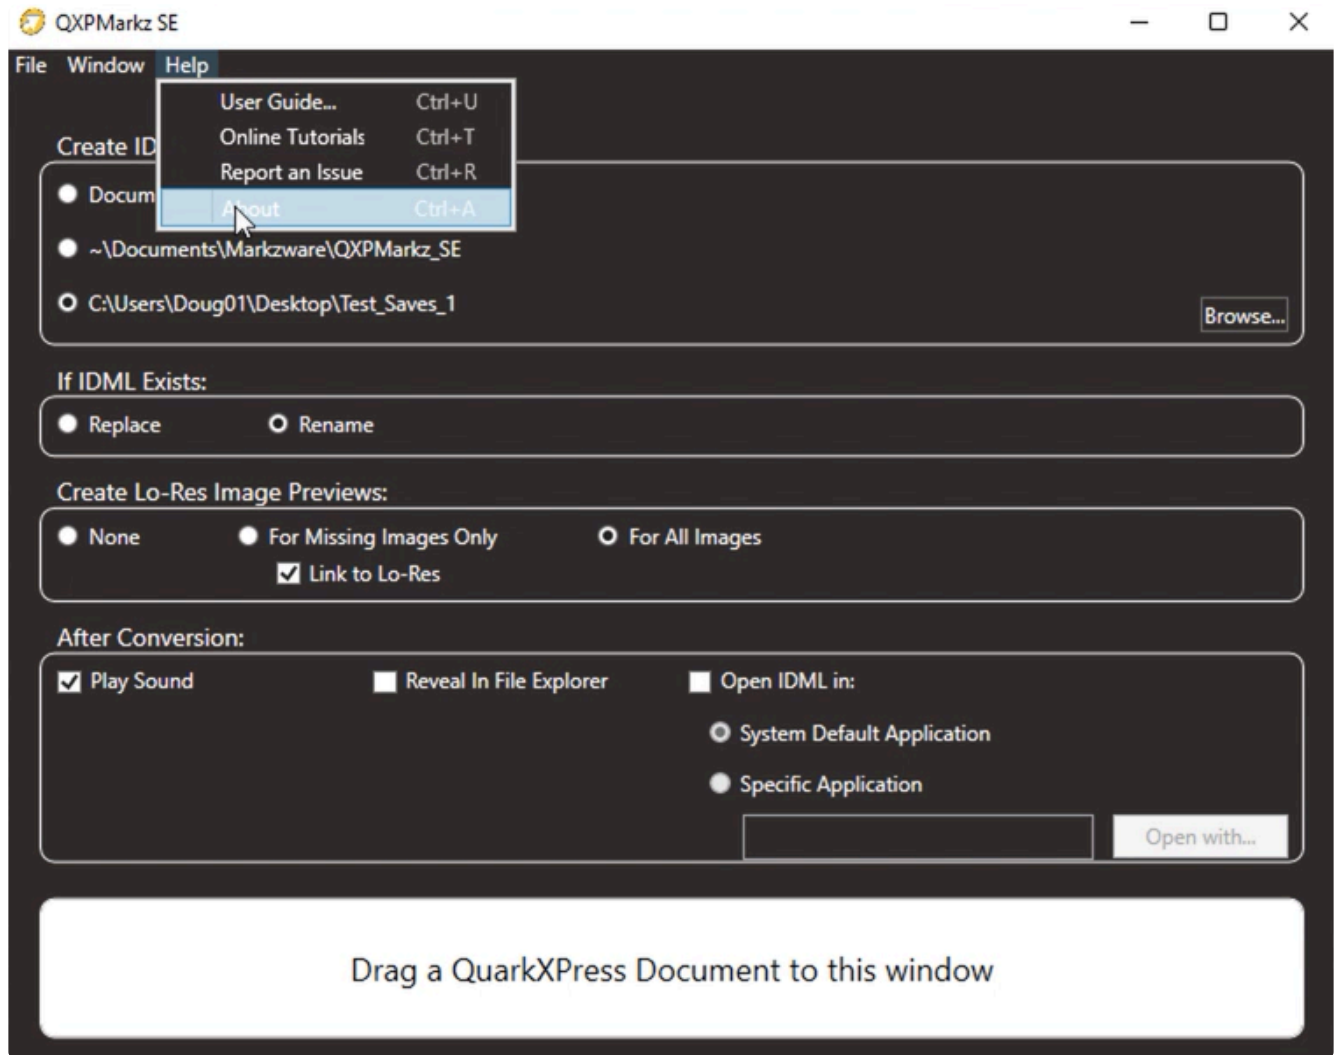 QXPMarkz SE
File Window Help
User Guide... Ctrl+U
Online Tutorials Ctrl+T
Report an Issue Ctrl+R
About Ctrl+A
Create ID
Docum
~\Documents\Markzware\QXPMarkz_SE
C:\Users\Doug01\Desktop\Test_Saves_1
Browse...
If IDML Exists:
Replace Rename
Create Lo-Res Image Previews:
None For Missing Images Only For All Images
Link to Lo-Res
After Conversion:
Play Sound Reveal In File Explorer Open IDML in:
System Default Application
Specific Application
Open with...
Drag a QuarkXPress Document to this window